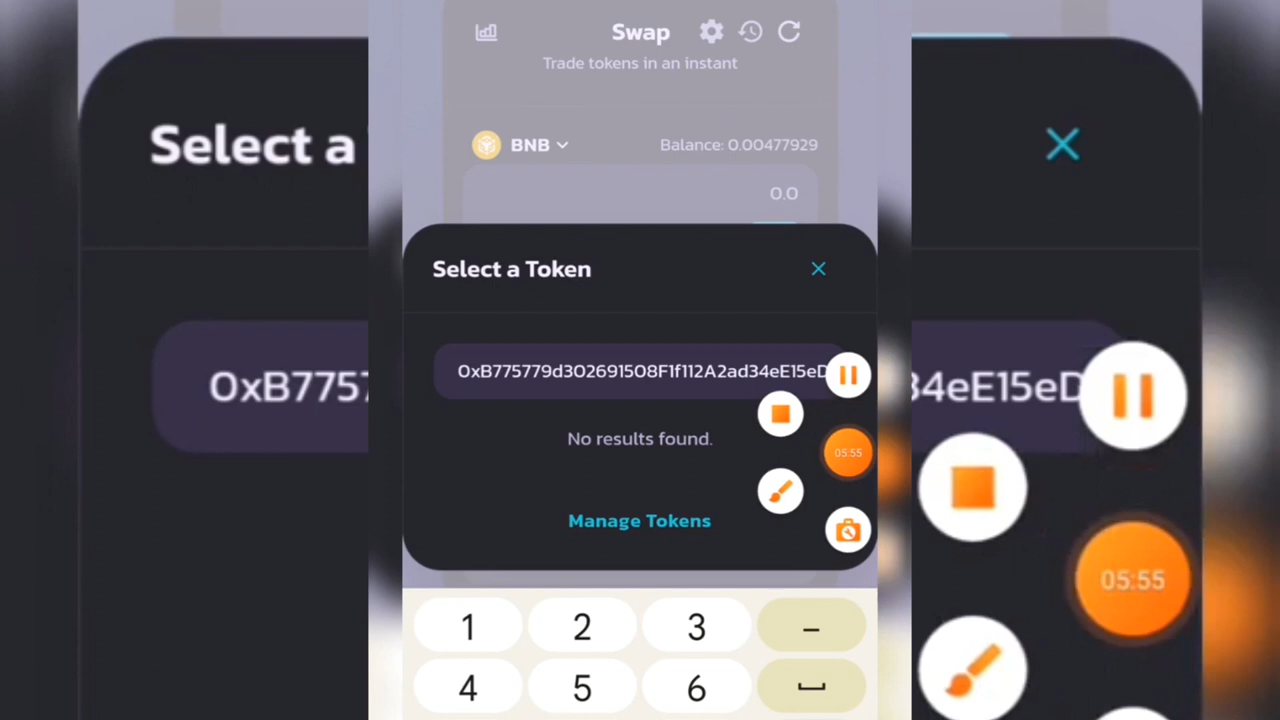 Swap
Trade tokens in an instant
BNB
Balance: 0.00477929
0.0
Select a Token
0xB775779d302691508F1f112A2ad34eE15eD
No results found.
05:55
Manage Tokens
1 2 3 –
4 5 6
Select a
0xB7757
34eE15eD
05:55